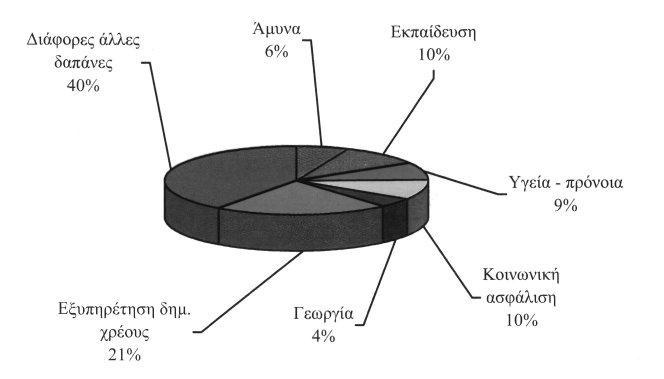 Διάφορες άλλες
δαπάνες
40%
Άμυνα
6%
Εκπαίδευση
10%
Υγεία - πρόνοια
9%
Κοινωνική
ασφάλιση
10%
Γεωργία
4%
Εξυπηρέτηση δημ.
χρέους
21%